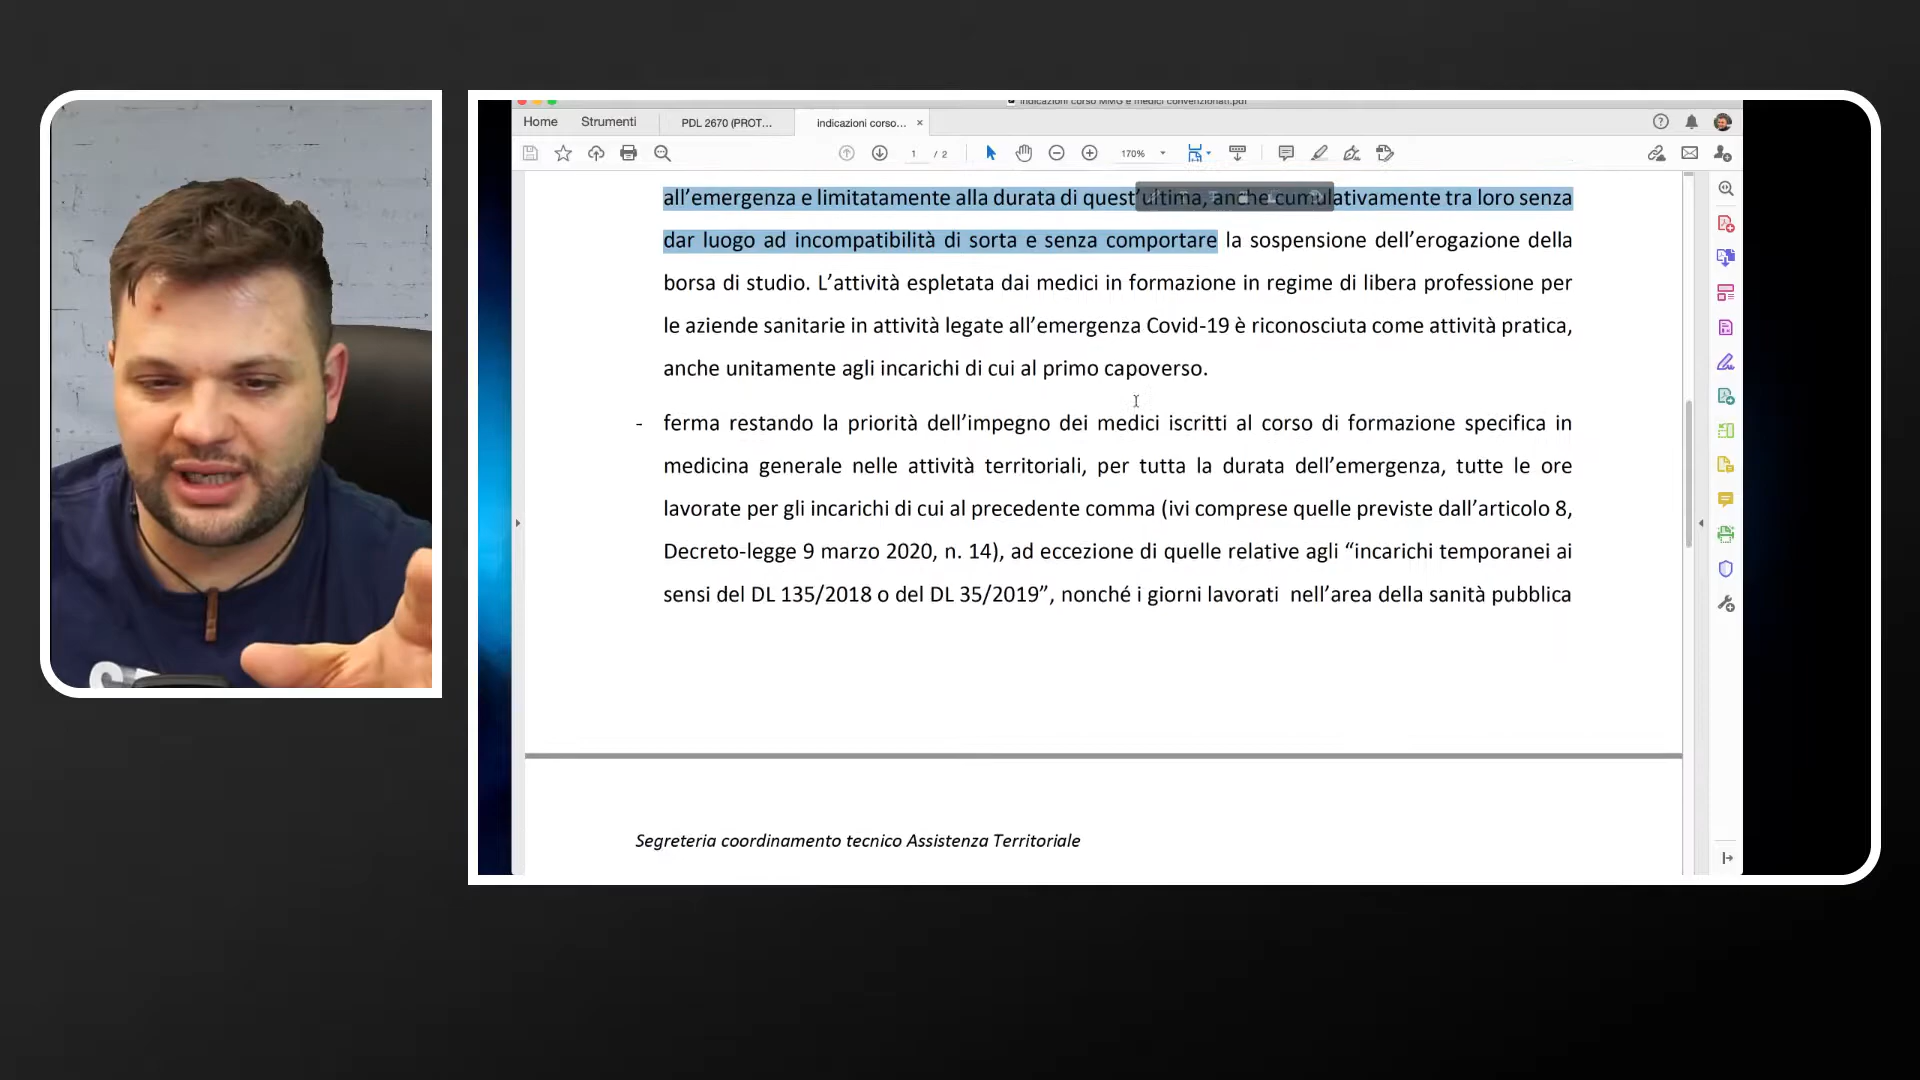 indicazioni corso MMG e medici convenzionati.pdf
Home
Strumenti
PDL 2670 (PROT...
indicazioni corso...
1 / 2
170%
all’emergenza e limitatamente alla durata di quest’ultima, anche cumulativamente tra loro senza
dar luogo ad incompatibilità di sorta e senza comportare la sospensione dell’erogazione della
borsa di studio. L’attività espletata dai medici in formazione in regime di libera professione per
le aziende sanitarie in attività legate all’emergenza Covid-19 è riconosciuta come attività pratica,
anche unitamente agli incarichi di cui al primo capoverso.
- ferma restando la priorità dell’impegno dei medici iscritti al corso di formazione specifica in
medicina generale nelle attività territoriali, per tutta la durata dell’emergenza, tutte le ore
lavorate per gli incarichi di cui al precedente comma (ivi comprese quelle previste dall’articolo 8,
Decreto-legge 9 marzo 2020, n. 14), ad eccezione di quelle relative agli “incarichi temporanei ai
sensi del DL 135/2018 o del DL 35/2019”, nonché i giorni lavorati nell’area della sanità pubblica
Segreteria coordinamento tecnico Assistenza Territoriale